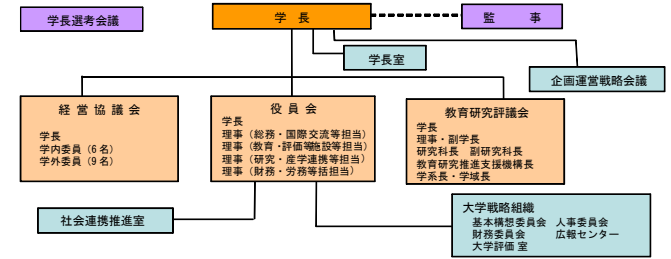 学長選考会議
学　長
監　　事
学長室
企画運営戦略会議
経 営 協 議 会
学長
学内委員（6 名）
学外委員（9 名）
役 員 会
学長
理事（総務・国際交流等担当）
理事（教育・評価等施設等担当）
理事（研究・産学連携等担当）
理事（財務・労務等括担当）
教育研究評議会
学長
理事・副学長
研究科長　副研究科長
教育研究推進支援機構長
学系長・学域長
社会連携推進室
大学戦略組織
基本構想委員会　人事委員会
財務委員会　　　広報センター
大学評価 室